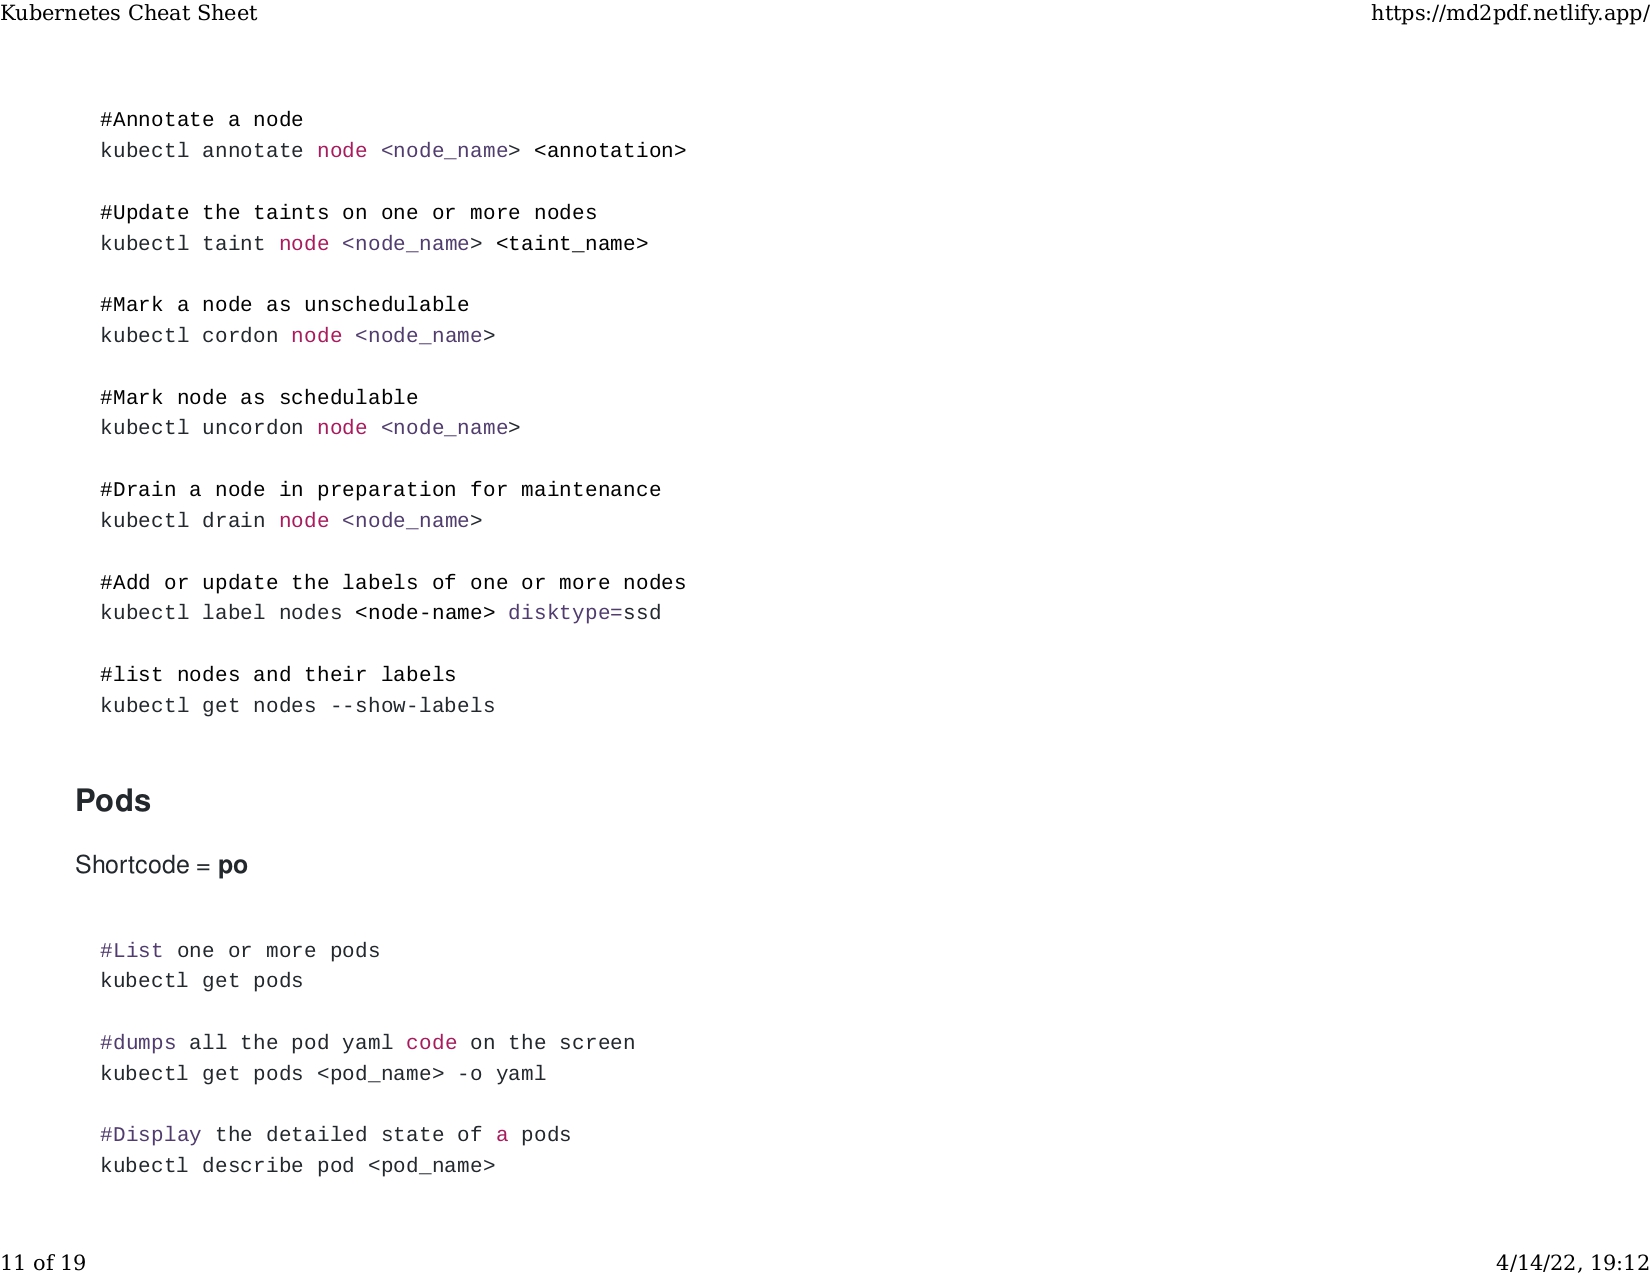 Kubernetes Cheat Sheet https://md2pdf.netlify.app/
#Annotate a node
kubectl annotate node <node_name> <annotation>
#Update the taints on one or more nodes
kubectl taint node <node_name> <taint_name>
#Mark a node as unschedulable
kubectl cordon node <node_name>
#Mark node as schedulable
kubectl uncordon node <node_name>
#Drain a node in preparation for maintenance
kubectl drain node <node_name>
#Add or update the labels of one or more nodes
kubectl label nodes <node-name> disktype=ssd
#list nodes and their labels
kubectl get nodes --show-labels
Pods
Shortcode = po
#List one or more pods
kubectl get pods
#dumps all the pod yaml code on the screen
kubectl get pods <pod_name> -o yaml
#Display the detailed state of a pods
kubectl describe pod <pod_name>
11 of 19 4/14/22, 19:12